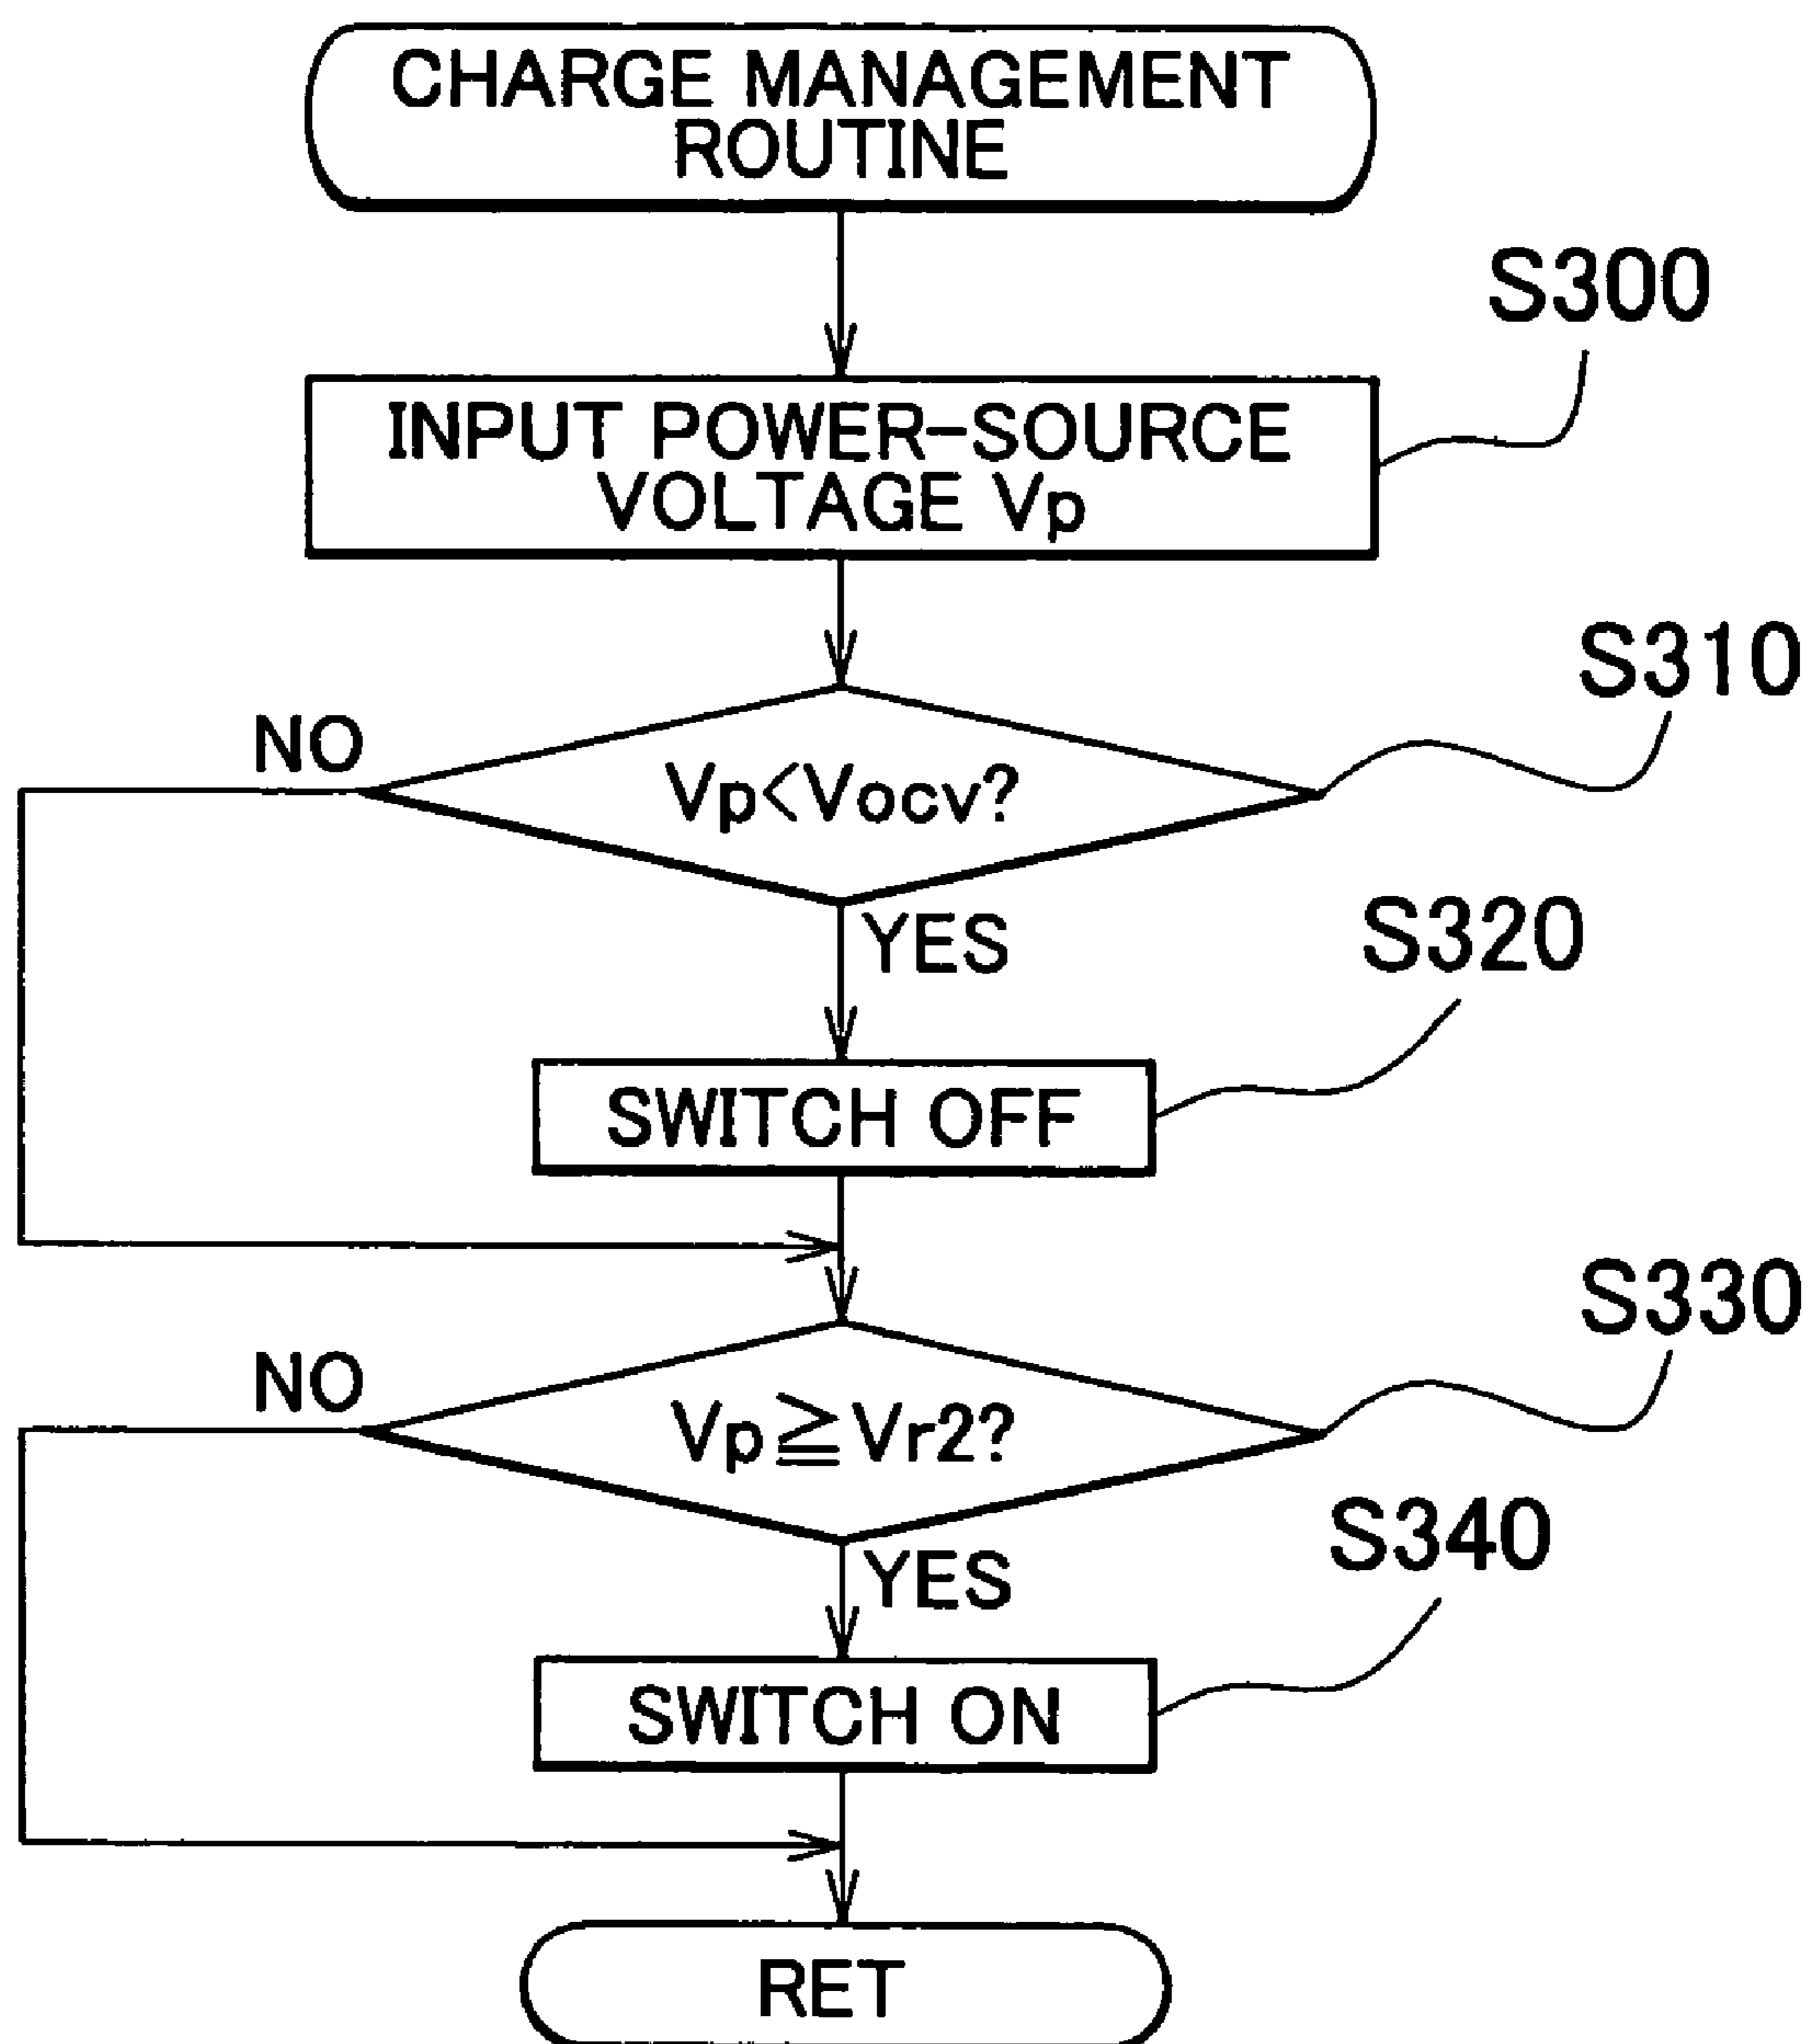 CHARGE MANAGEMENT
ROUTINE
S300
INPUT POWER-SOURCE
VOLTAGE Vp
S310
NO
Vp<Vocv?
YES
S320
SWITCH OFF
S330
NO
Vp≧Vr2?
S340
YES
SWITCH ON
RET